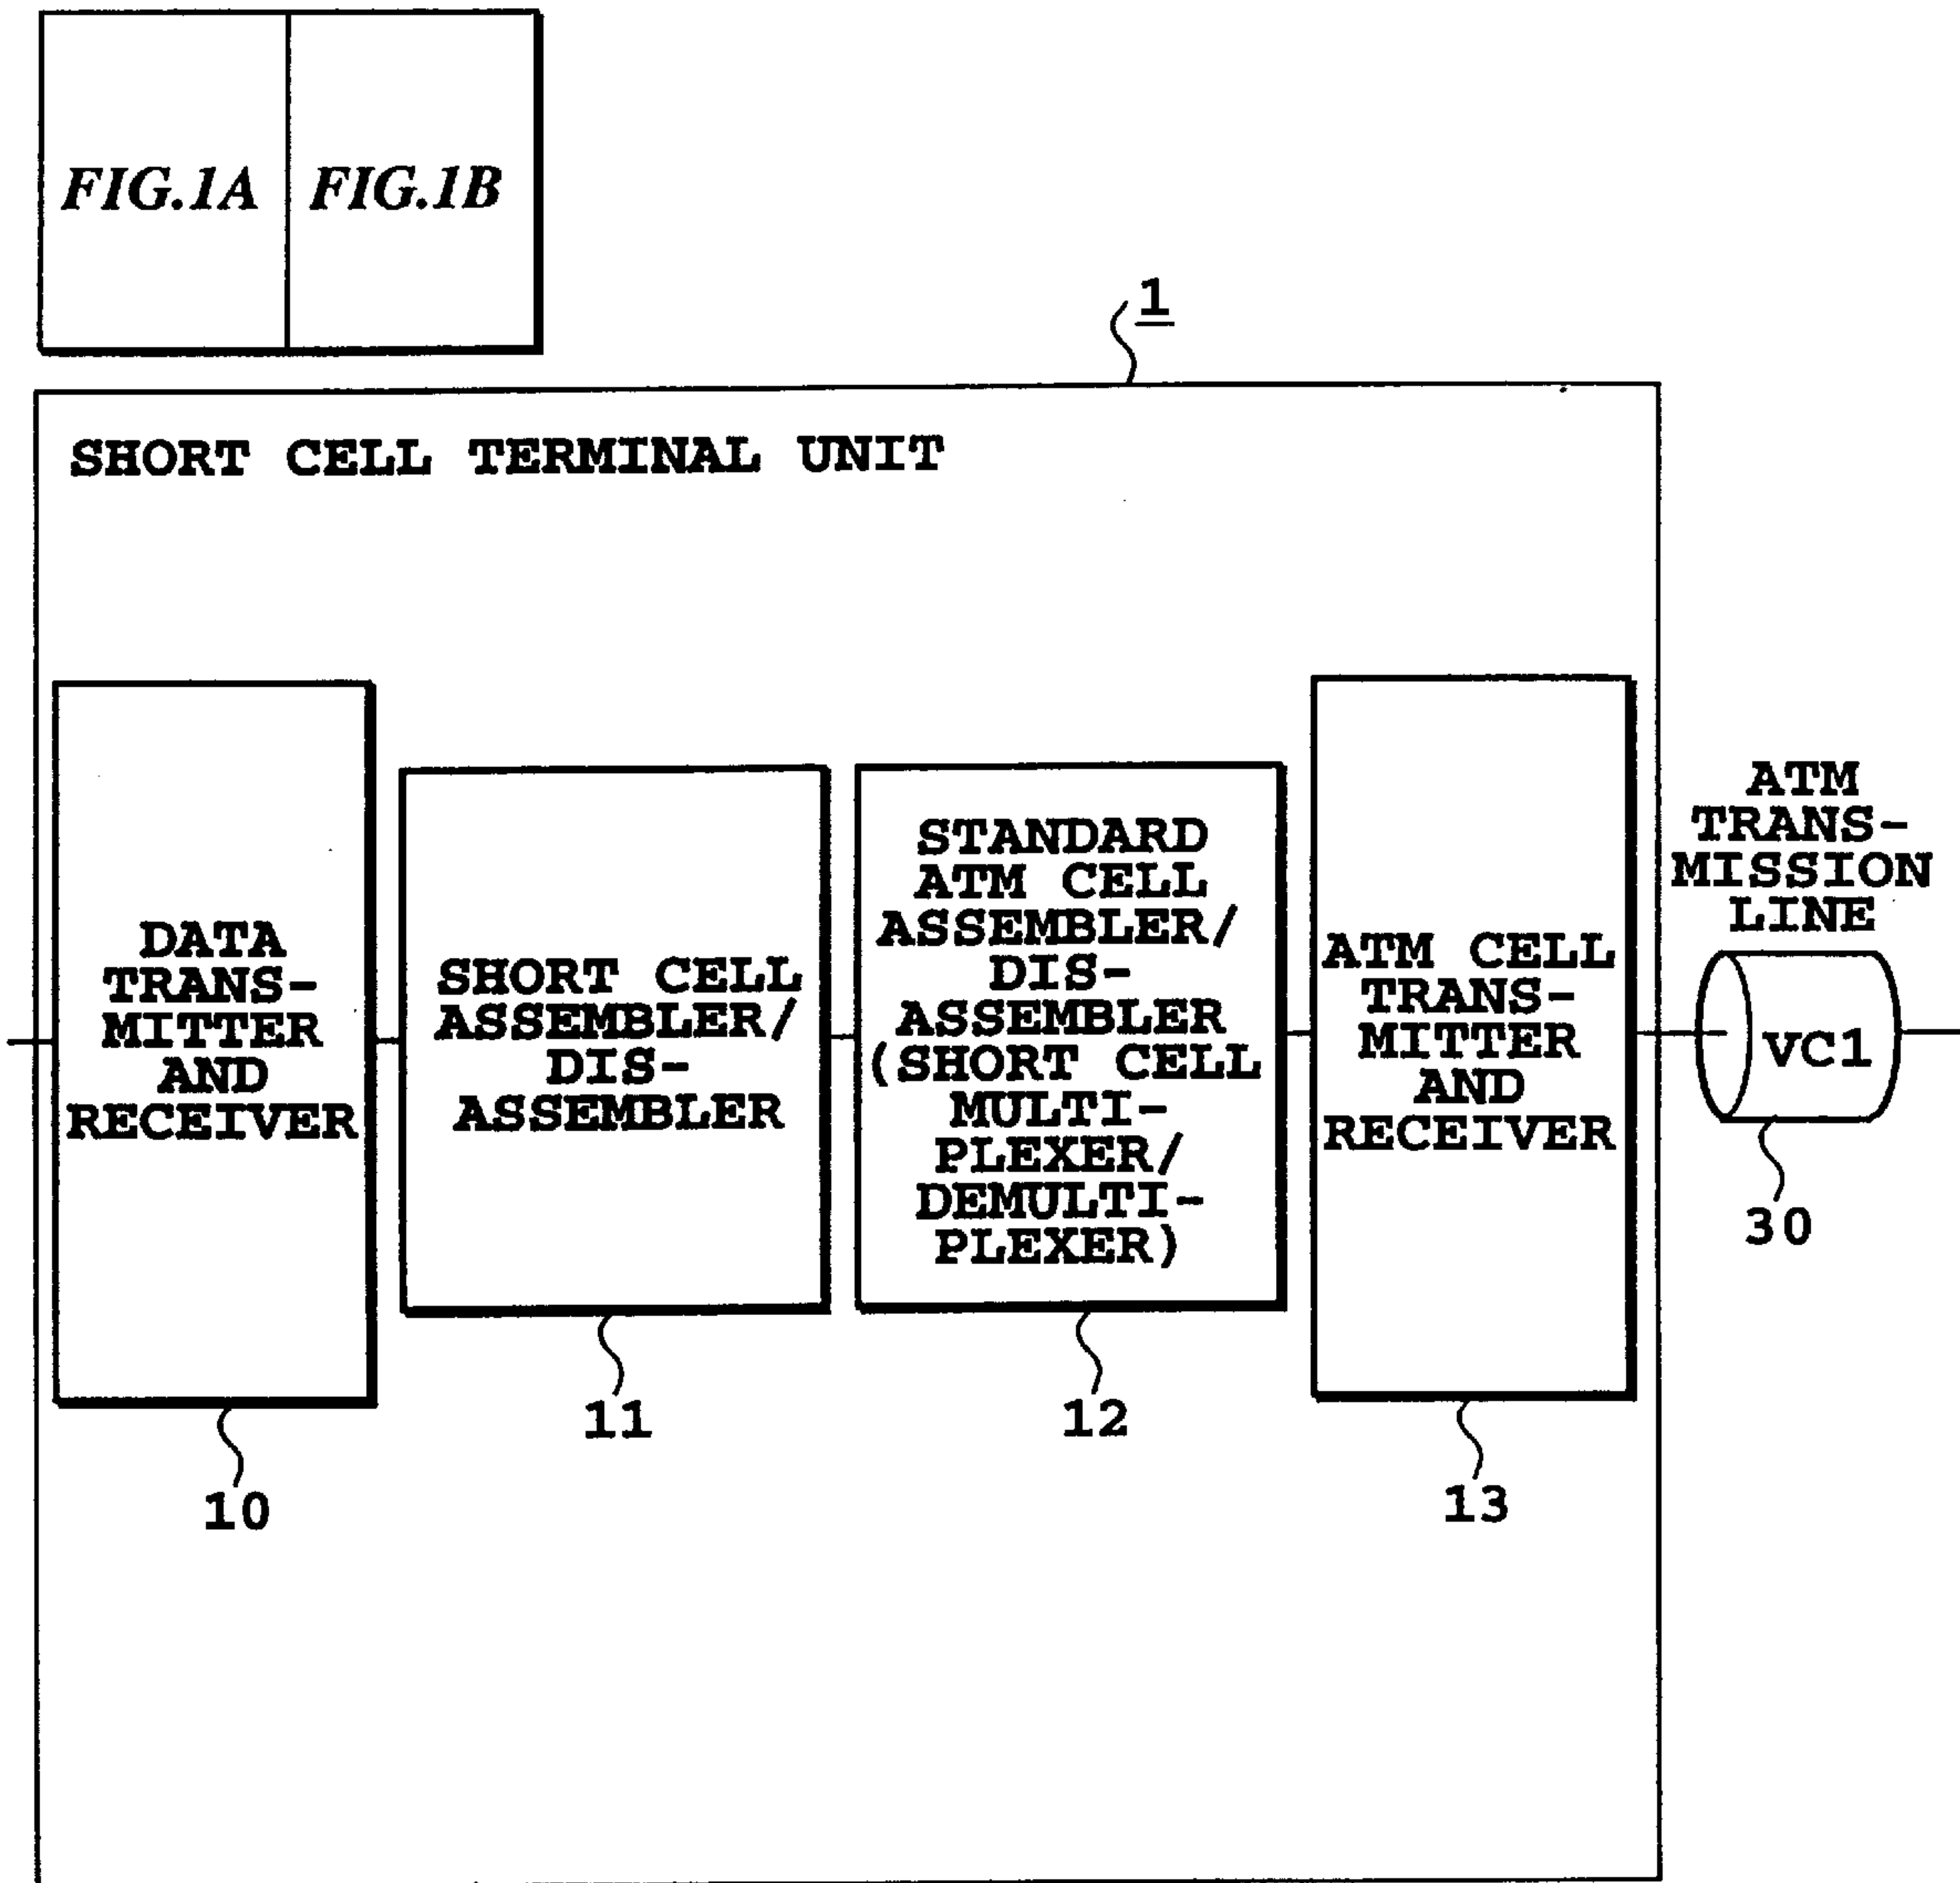 FIG.1A
FIG.1B
1
SHORT CELL TERMINAL UNIT
DATA
TRANS-
MITTER
AND
RECEIVER
10
SHORT CELL
ASSEMBLER/
DIS-
ASSEMBLER
11
STANDARD
ATM CELL
ASSEMBLER/
DIS-
ASSEMBLER
(SHORT CELL
MULTI-
PLEXER/
DEMULTI-
PLEXER)
12
ATM CELL
TRANS-
MITTER
AND
RECEIVER
13
ATM
TRANS-
MISSION
LINE
VC1
30